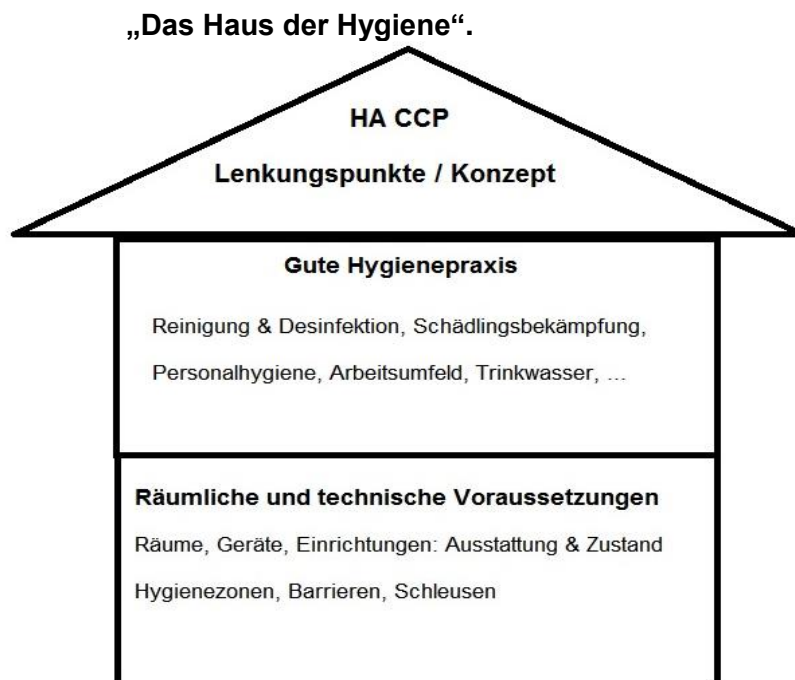 „Das Haus der Hygiene“.
HA CCP
Lenkungspunkte / Konzept
Gute Hygienepraxis
Reinigung & Desinfektion, Schädlingsbekämpfung,
Personalhygiene, Arbeitsumfeld, Trinkwasser, ...
Räumliche und technische Voraussetzungen
Räume, Geräte, Einrichtungen: Ausstattung & Zustand
Hygienezonen, Barrieren, Schleusen